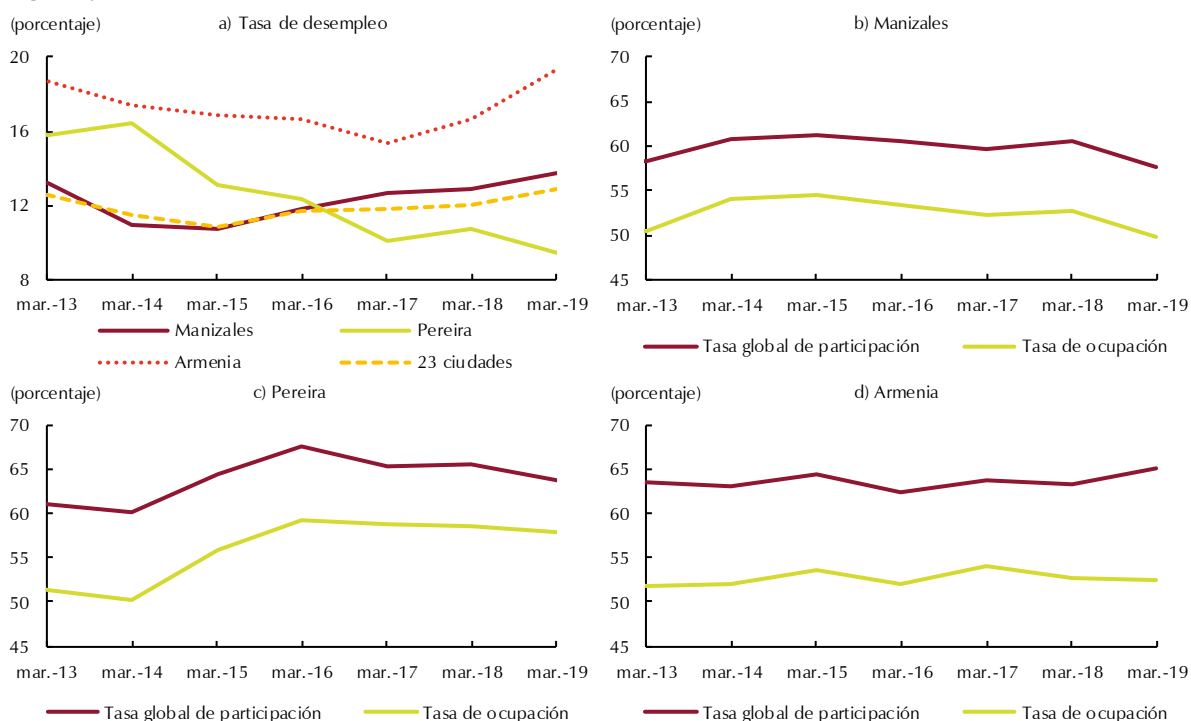 (porcentaje)
a) Tasa de desempleo
20
16
12
8
mar.-13 mar.-14 mar.-15 mar.-16 mar.-17 mar.-18 mar.-19
Manizales Pereira
Armenia 23 ciudades
(porcentaje)
b) Manizales
70
65
60
55
50
45
mar.-13 mar.-14 mar.-15 mar.-16 mar.-17 mar.-18 mar.-19
Tasa global de participación Tasa de ocupación
(porcentaje)
c) Pereira
70
65
60
55
50
45
mar.-13 mar.-14 mar.-15 mar.-16 mar.-17 mar.-18 mar.-19
Tasa global de participación Tasa de ocupación
(porcentaje)
d) Armenia
70
65
60
55
50
45
mar.-13 mar.-14 mar.-15 mar.-16 mar.-17 mar.-18 mar.-19
Tasa global de participación Tasa de ocupación